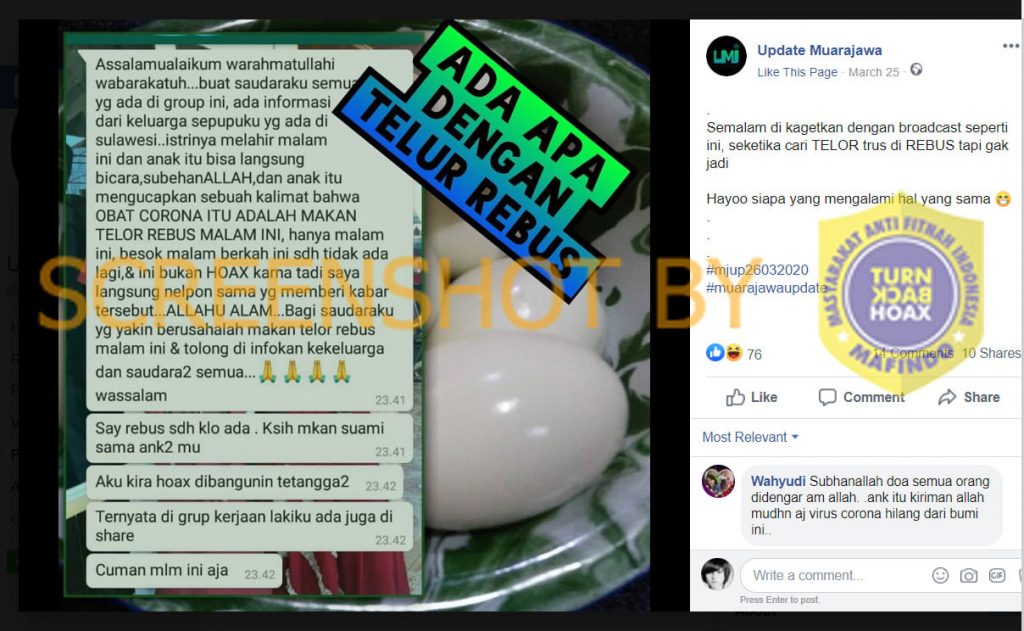 Assalamualaikum warahmatullahi
wabarakatuh...buat saudaraku semua
yg ada di group ini, ada informasi
dari keluarga sepupuku yg ada di
sulawesi..istrinya melahir malam
ini dan anak itu bisa langsung
bicara,subehanALLAH,dan anak itu
mengucapkan sebuah kalimat bahwa
OBAT CORONA ITU ADALAH MAKAN
TELOR REBUS MALAM INI, hanya malam
ini, besok malam berkah ini sdh tidak ada
lagi,& ini bukan HOAX karna tadi saya
langsung nelpon sama yg memberi kabar
tersebut...ALLAHU ALAM...Bagi saudaraku
yg yakin berusahalah makan telor rebus
malam ini & tolong di infokan kekeluarga
dan saudara2 semua...🙏🙏🙏🙏
wassalam
23.41
Say rebus sdh klo ada . Ksih mkan suami
sama ank2 mu
23.41
Aku kira hoax dibangunin tetangga2 23.42
Ternyata di grup kerjaan lakiku ada juga di
share
23.42
Cuman mlm ini aja 23.42
ADA APA
DENGAN
TELUR REBUS
SCREENSHOT BY
UMI
Update Muarajawa
Like This Page · March 25 ·
.
Semalam di kagetkan dengan broadcast seperti
ini, seketika cari TELOR trus di REBUS tapi gak
jadi
Hayoo siapa yang mengalami hal yang sama 😁
.
.
.
#mjup26032020
#muarajawaupdate
MASYARAKAT ANTI FITNAH INDONESIA
TURN
BACK
HOAX
MAFINDO
76
14 Comments 10 Shares
Like Comment Share
Most Relevant
Wahyudi Subhanallah doa semua orang
didengar am allah. .ank itu kiriman allah
mudhn aj virus corona hilang dari bumi
ini..
Write a comment...
GIF
Press Enter to post.